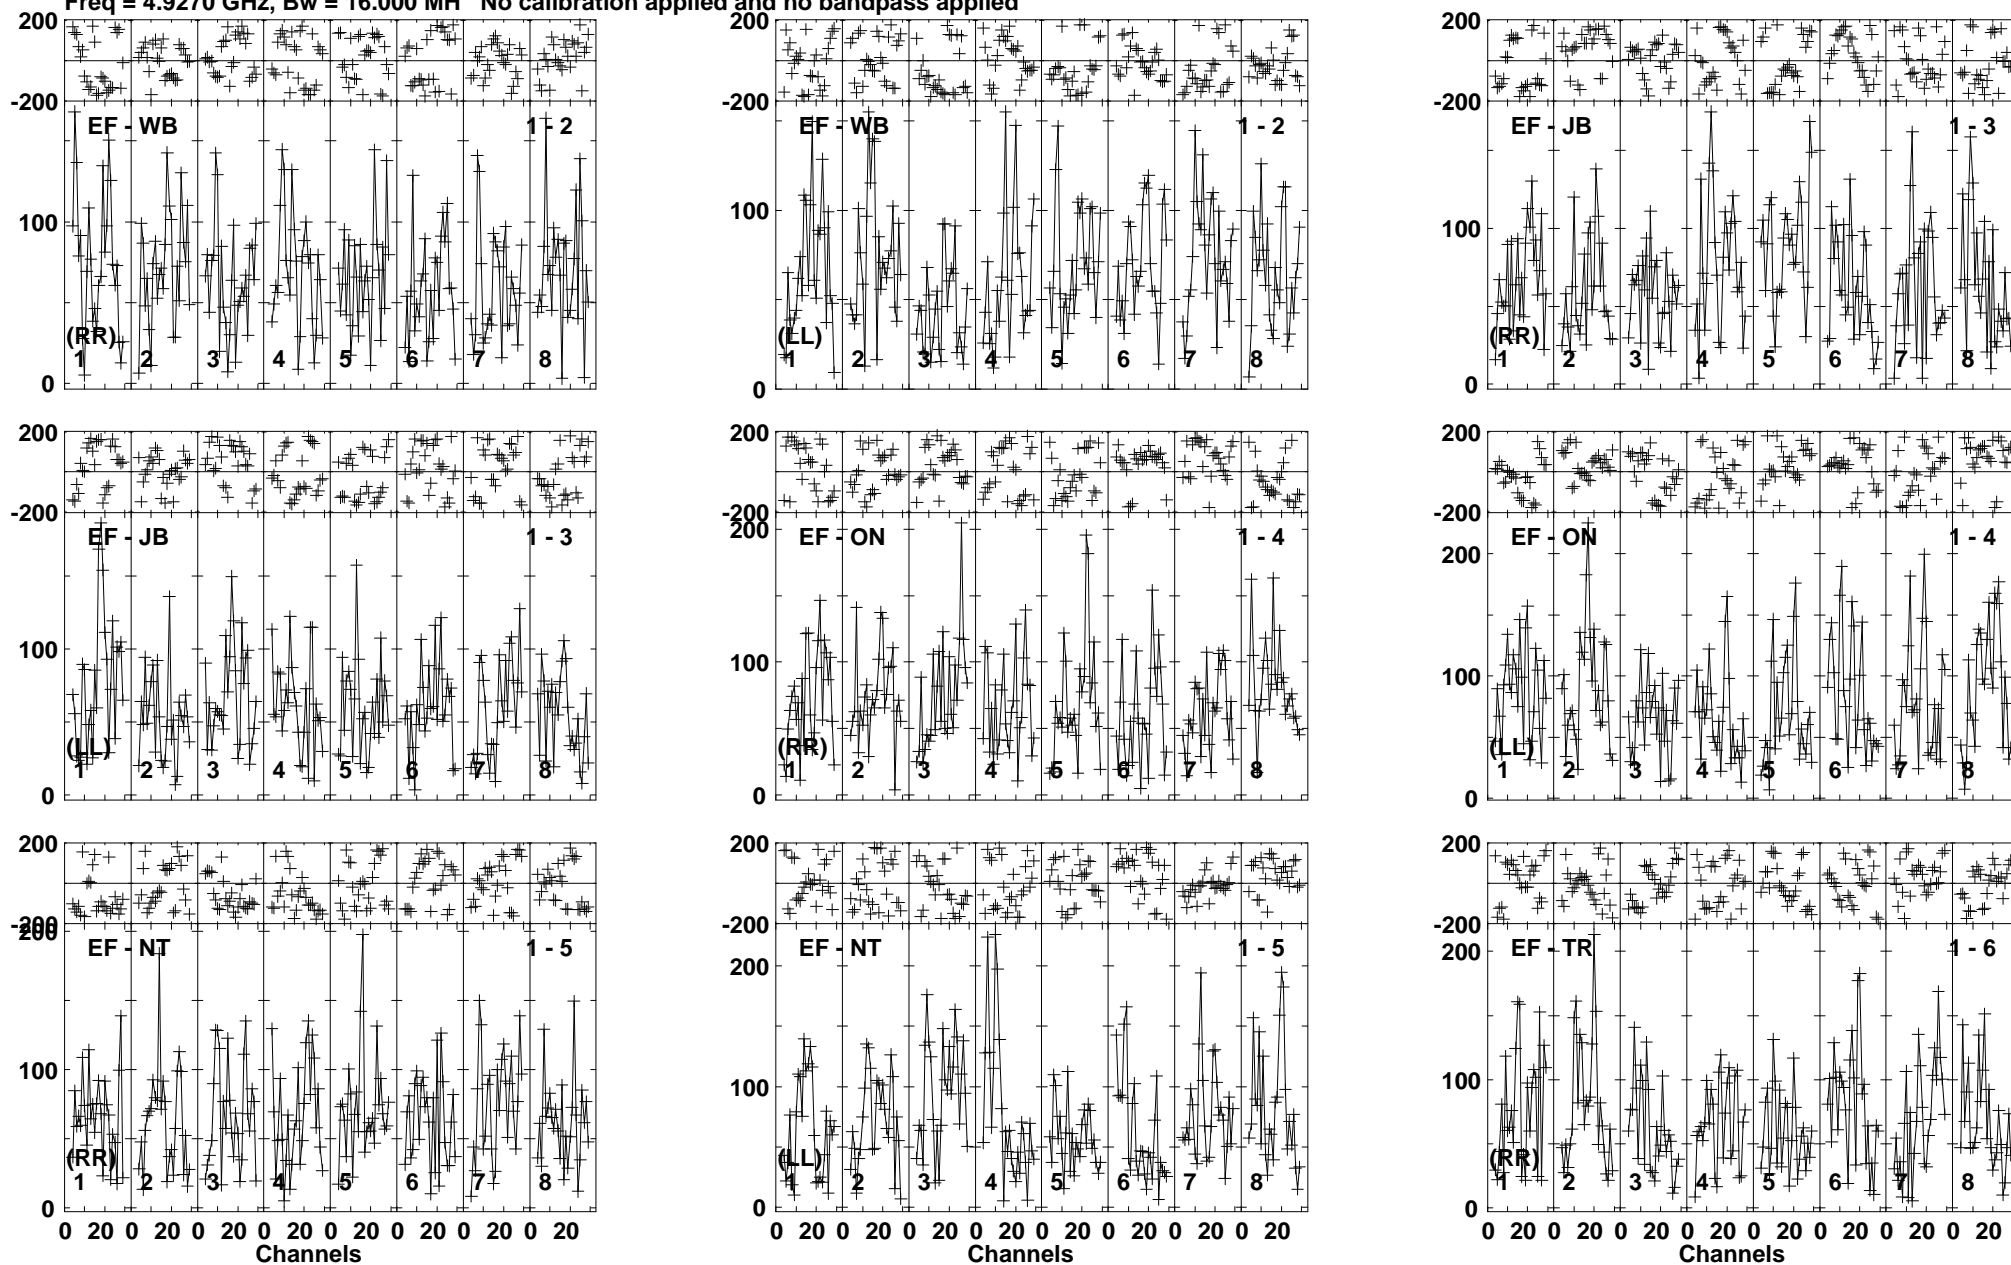 Freq = 4.9270 GHz, Bw = 16.000 MH No calibration applied and no bandpass applied
200 200 200
-200 -200 -200
EF - WB 1 - 2 EF - WB 1 - 2 EF - JB 1 - 3
100 100 100
(RR) (LL) (RR)
1 2 3 4 5 6 7 8 1 2 3 4 5 6 7 8 1 2 3 4 5 6 7 8
0 0 0
200 200 200
-200 -200 -200
EF - JB 1 - 3 EF - ON 1 - 4 EF - ON 1 - 4
200 200
100 100 100
(LL) (RR) (LL)
1 2 3 4 5 6 7 8 1 2 3 4 5 6 7 8 1 2 3 4 5 6 7 8
0 0 0
200 200 200
-200 -200 -200
200 EF - NT 1 - 5 EF - NT 1 - 5 EF - TR 1 - 6
200 200
100 100 100
(RR) (LL) (RR)
1 2 3 4 5 6 7 8 1 2 3 4 5 6 7 8 1 2 3 4 5 6 7 8
0 0 0
0 20 0 20 0 20 0 20 0 20 0 20 0 20 0 20 0 20 0 20 0 20 0 20 0 20 0 20 0 20 0 20 0 20 0 20 0 20 0 20 0 20 0 20 0 20 0 20
Channels Channels Channels